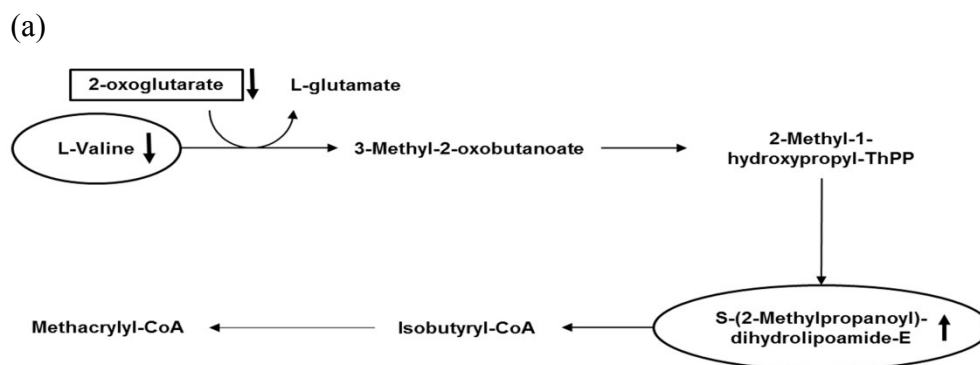 (a)
2-oxoglutarate
L-glutamate
L-Valine
3-Methyl-2-oxobutanoate
2-Methyl-1-
hydroxypropyl-ThPP
Methacrylyl-CoA
Isobutyryl-CoA
S-(2-Methylpropanoyl)-
dihydrolipoamide-E